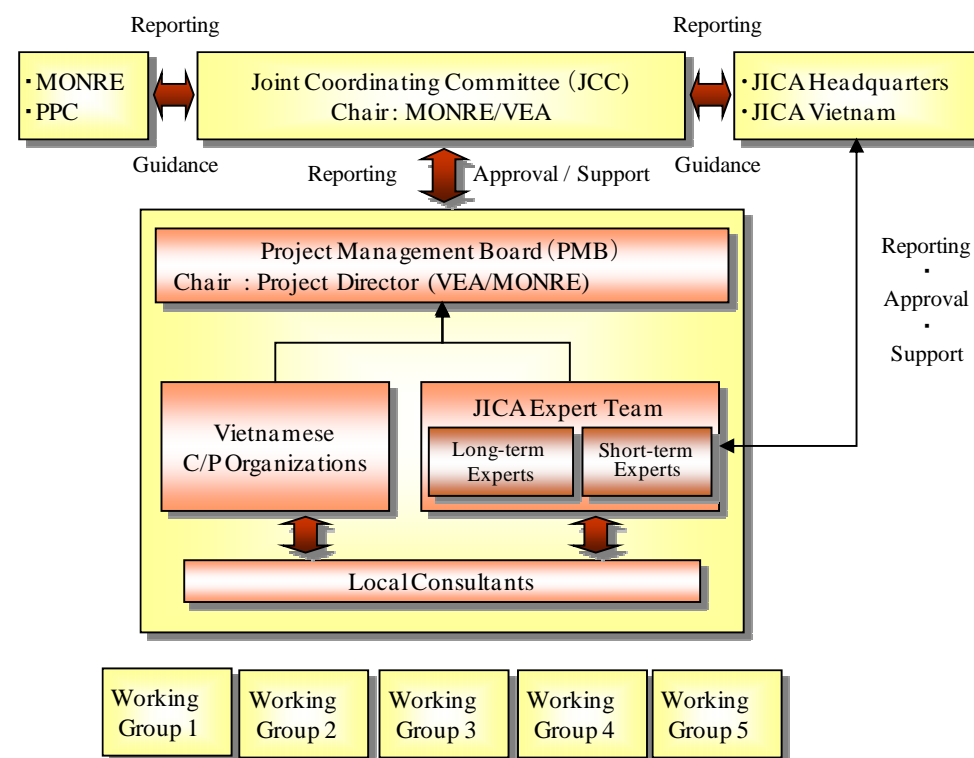 Reporting
Reporting
・MONRE
・PPC
Joint Coordinating Committee (JCC)
Chair: MONRE/VEA
・JICA Headquarters
・JICA Vietnam
Guidance
Guidance
Reporting
Approval / Support
Project Management Board (PMB)
Chair : Project Director (VEA/MONRE)
Reporting
・
Approval
・
Support
Vietnamese
C/P Organizations
JICA Expert Team
Long-term
Experts
Short-term
Experts
Local Consultants
Working
Group 1
Working
Group 2
Working
Group 3
Working
Group 4
Working
Group 5